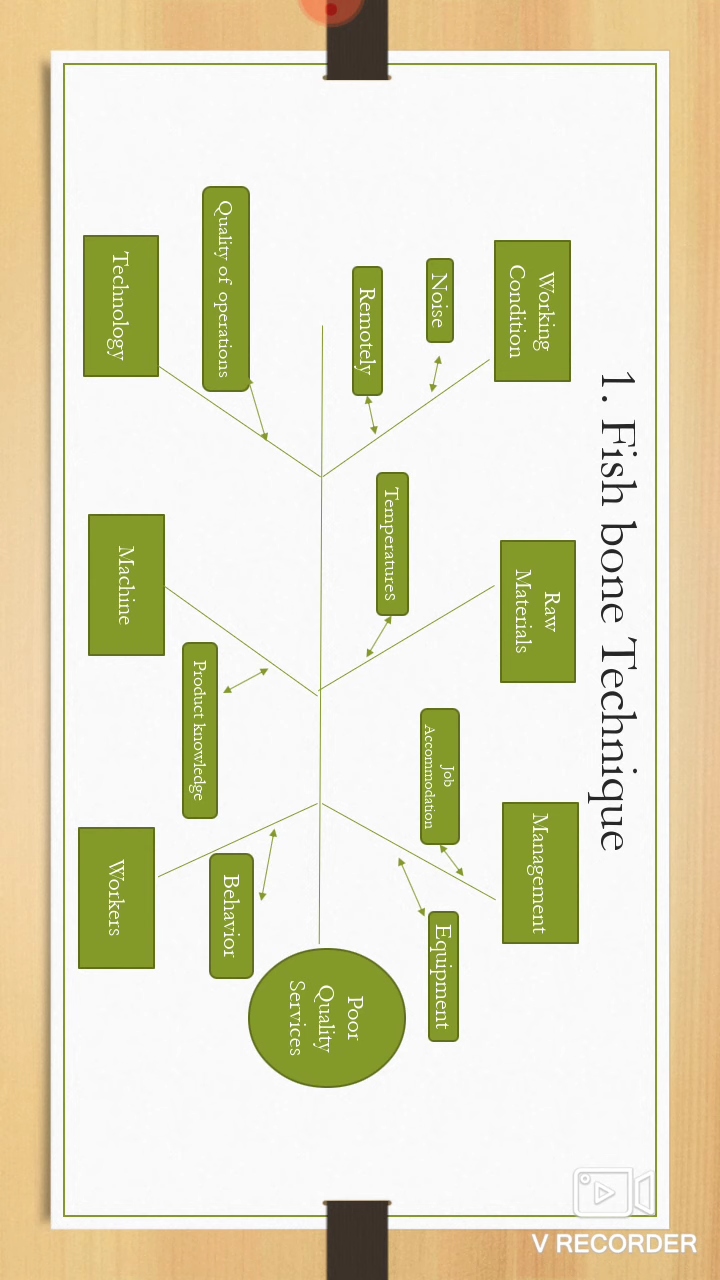 1. Fish bone Technique
Working
Condition
Raw
Materials
Management
Noise
Remotely
Temperatures
Job
Accommodation
Equipment
Poor
Quality
Services
Quality of operations
Product knowledge
Behavior
Technology
Machine
Workers
V RECORDER